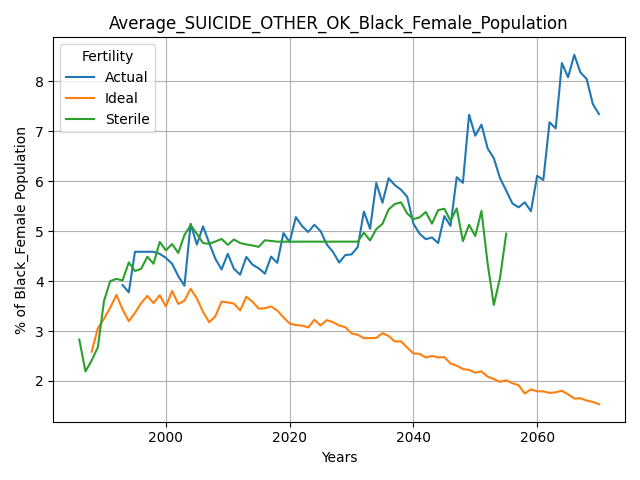 Average_SUICIDE_OTHER_OK_Black_Female_Population
Fertility
Actual
Ideal
Sterile
% of Black_Female Population
8
7
6
5
4
3
2
2000
2020
2040
2060
Years